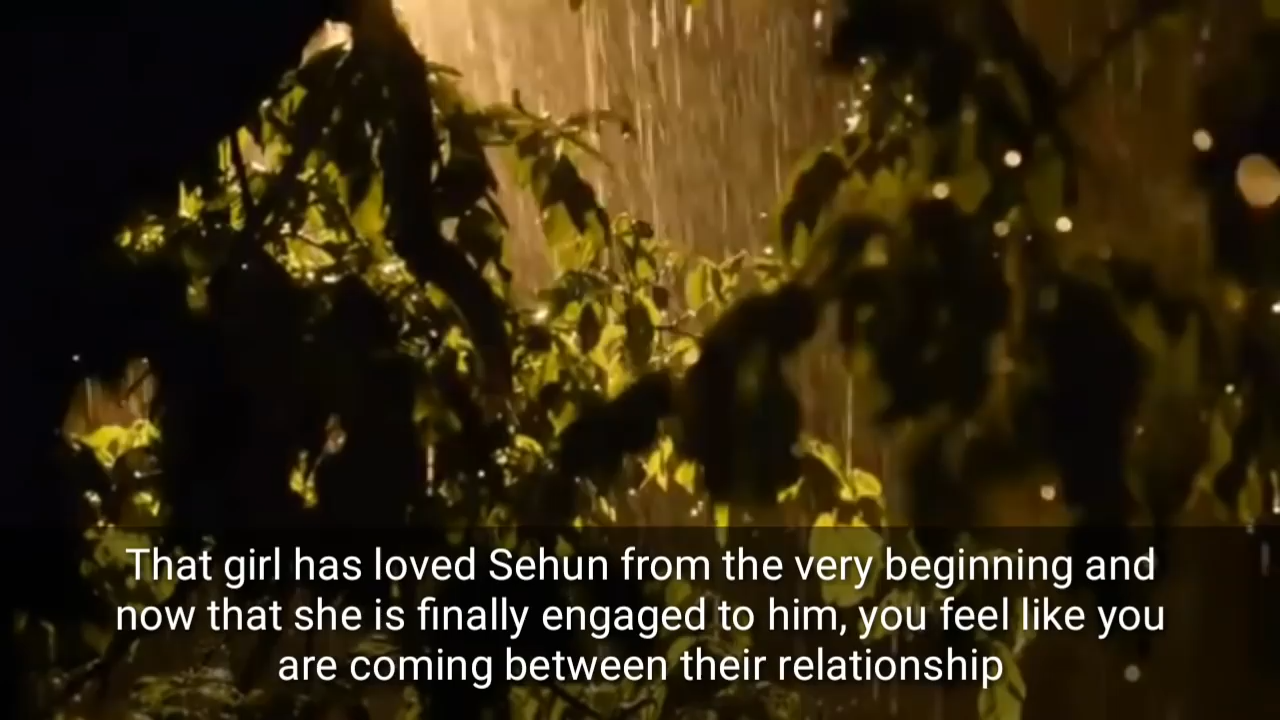 That girl has loved Sehun from the very beginning and
now that she is finally engaged to him, you feel like you
are coming between their relationship